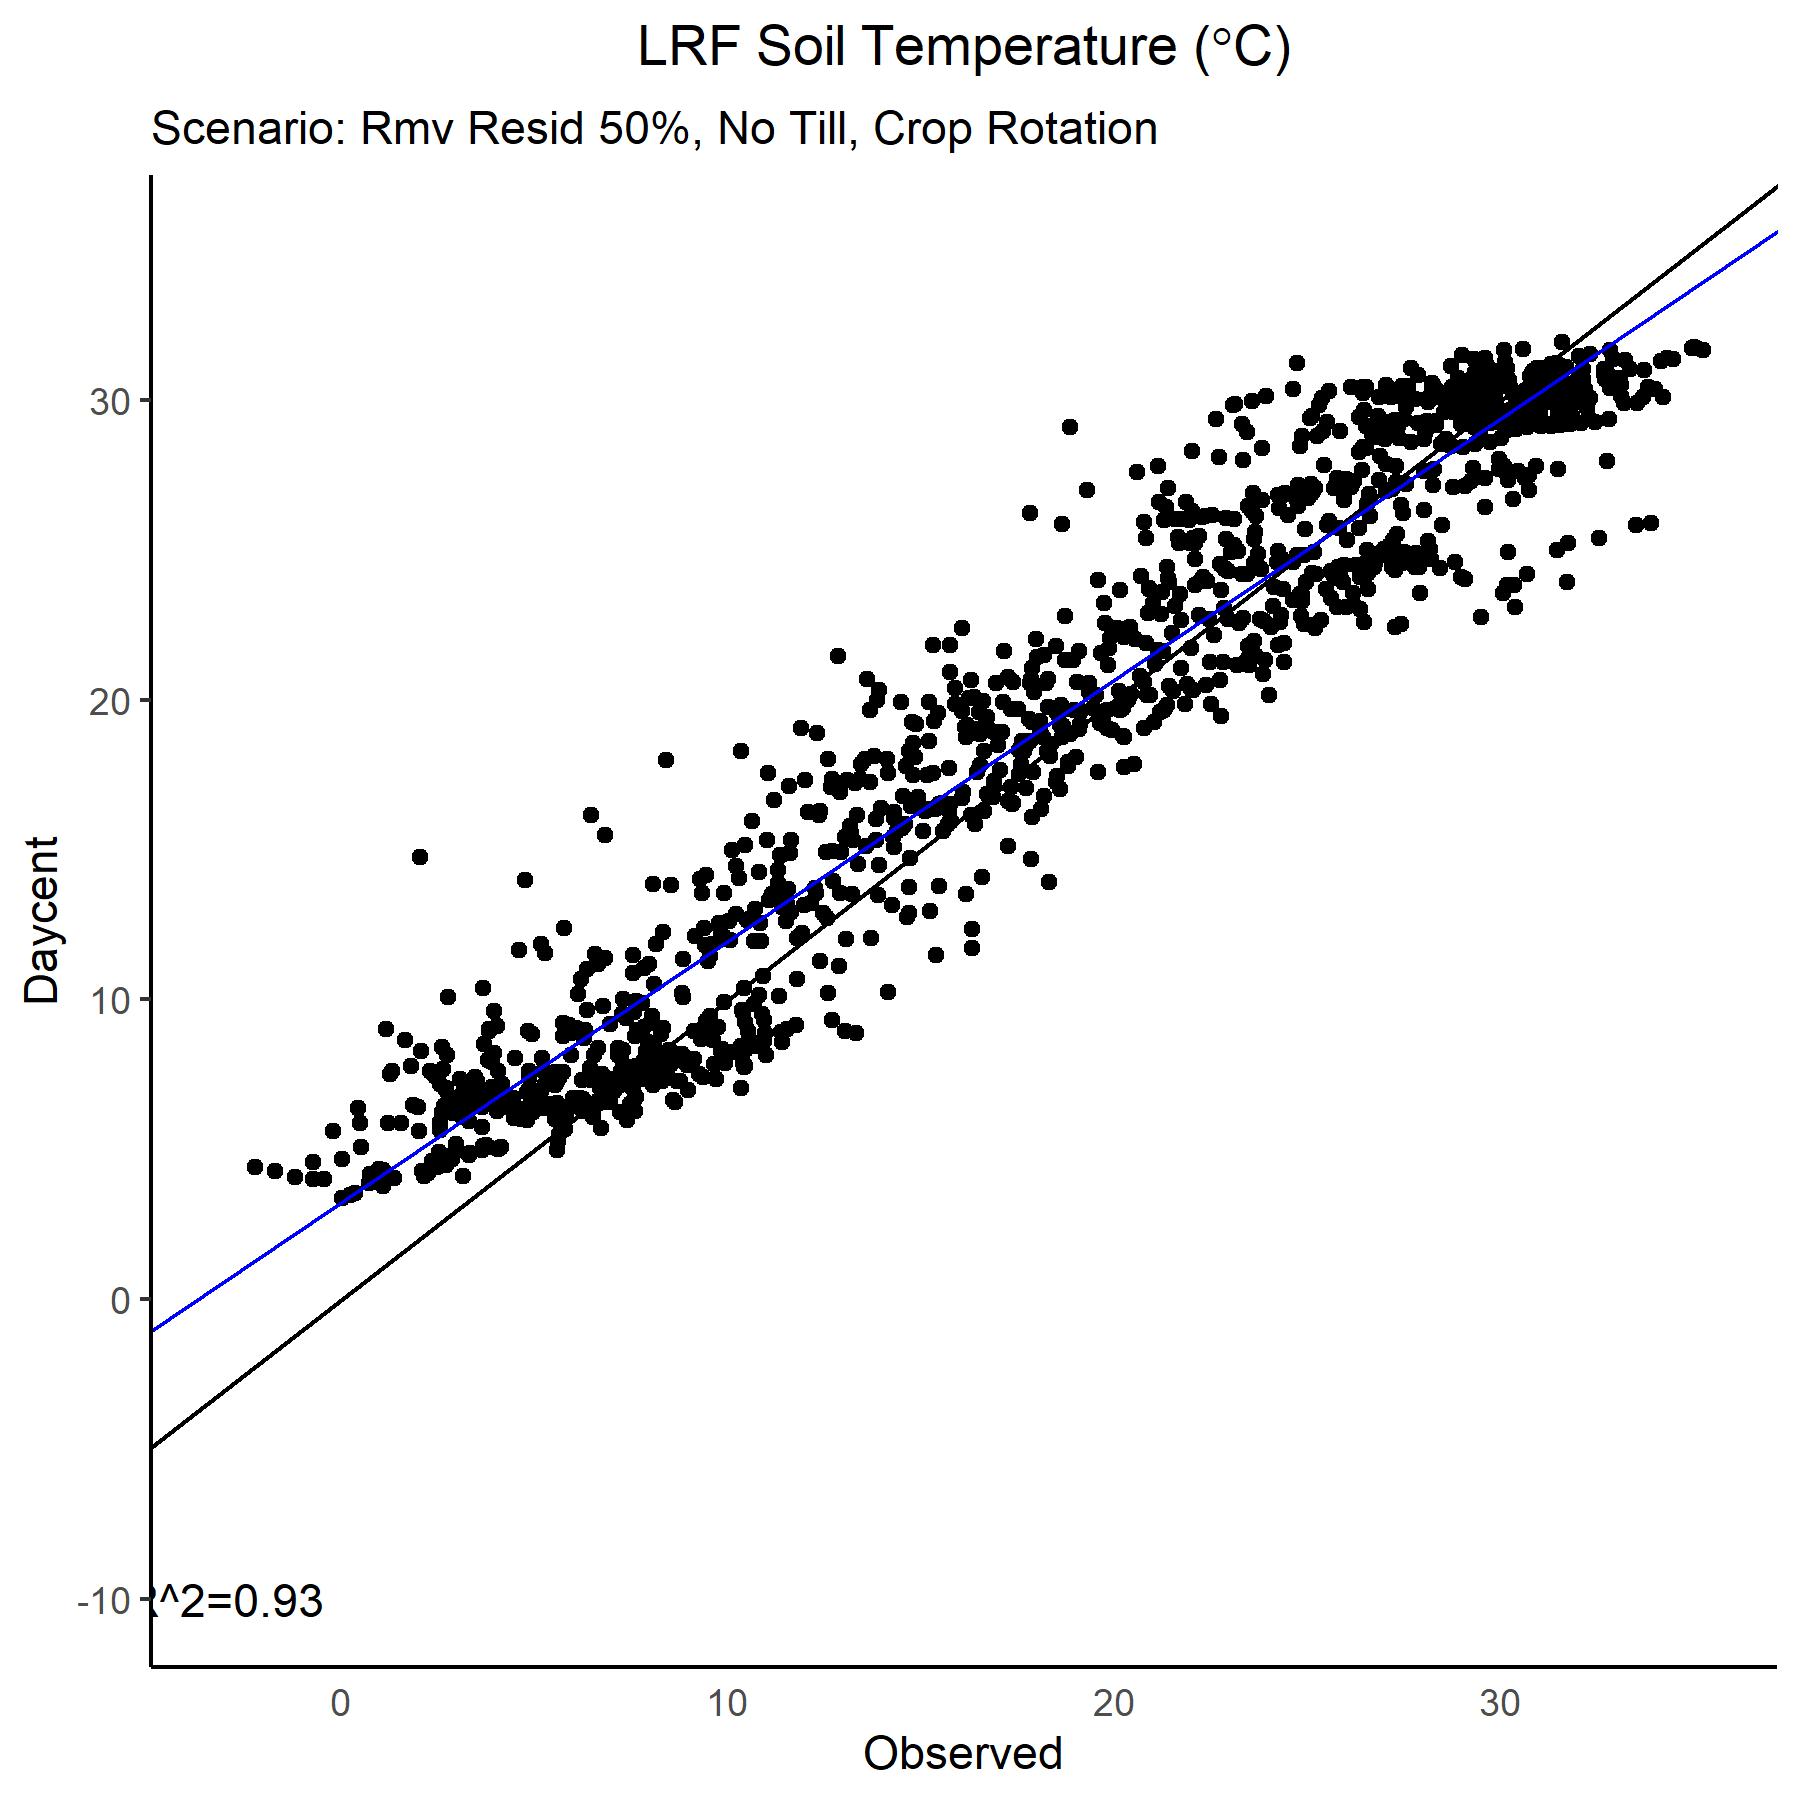 LRF Soil Temperature (°C)
Scenario: Rmv Resid 50%, No Till, Crop Rotation
30
20
10
0
-10
^2=0.93
0
10
20
30
Observed
Daycent